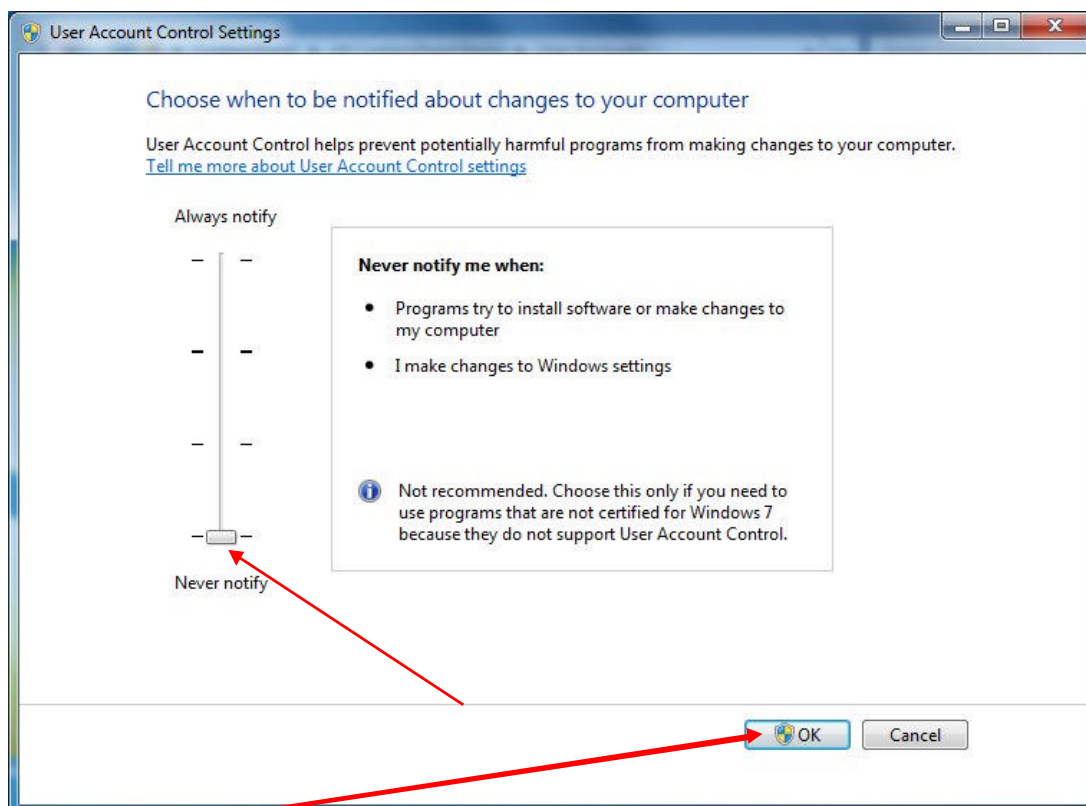 User Account Control Settings
Choose when to be notified about changes to your computer
User Account Control helps prevent potentially harmful programs from making changes to your computer.
Tell me more about User Account Control settings
Always notify
Never notify me when:
• Programs try to install software or make changes to
my computer
• I make changes to Windows settings
Not recommended. Choose this only if you need to
use programs that are not certified for Windows 7
because they do not support User Account Control.
Never notify
OK Cancel